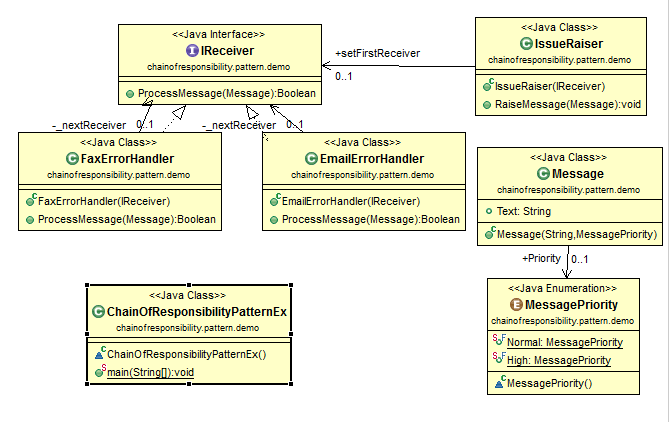 <<Java Interface>>
I IReceiver
chainofresponsibility.pattern.demo
ProcessMessage(Message):Boolean
+setFirstReceiver
0..1
<<Java Class>>
C IssueRaiser
chainofresponsibility.pattern.demo
C IssueRaiser(IReceiver)
RaiseMessage(Message):void
-_nextReceiver 0..1
-_nextReceiver 0..1
<<Java Class>>
C FaxErrorHandler
chainofresponsibility.pattern.demo
C FaxErrorHandler(IReceiver)
ProcessMessage(Message):Boolean
<<Java Class>>
C EmailErrorHandler
chainofresponsibility.pattern.demo
C EmailErrorHandler(IReceiver)
ProcessMessage(Message):Boolean
<<Java Class>>
C Message
chainofresponsibility.pattern.demo
Text: String
C Message(String,MessagePriority)
+Priority 0..1
<<Java Class>>
C ChainOfResponsibilityPatternEx
chainofresponsibility.pattern.demo
C ChainOfResponsibilityPatternEx()
S main(String[]):void
<<Java Enumeration>>
E MessagePriority
chainofresponsibility.pattern.demo
S F Normal: MessagePriority
S F High: MessagePriority
C MessagePriority()